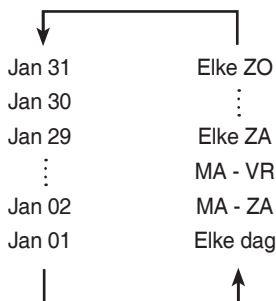 Jan 31 Elke ZO
Jan 30 ⋮
Jan 29 Elke ZA
⋮ MA - VR
Jan 02 MA - ZA
Jan 01 Elke dag